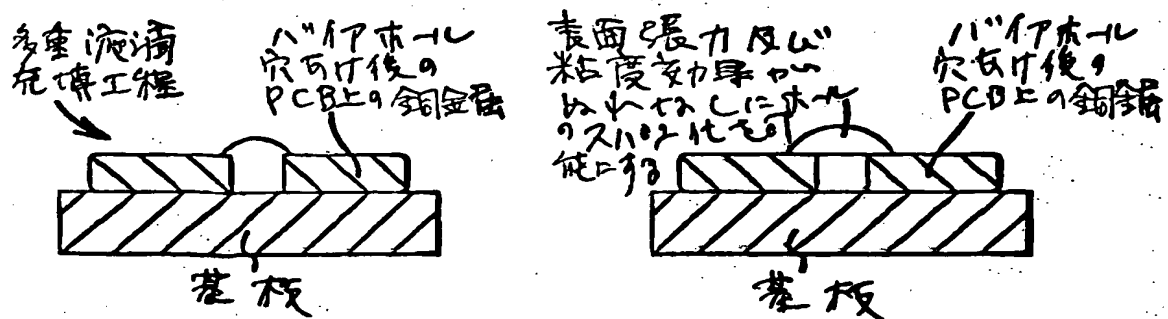 多重液滴
充填工程
バイアホール
穴あけ後の
PCB上の銅金属
基板
表面張力及び
粘度効果が
ぬれなしにホール
のスパン化を可
能にする
バイアホール
穴あけ後の
PCB上の銅金属
基板